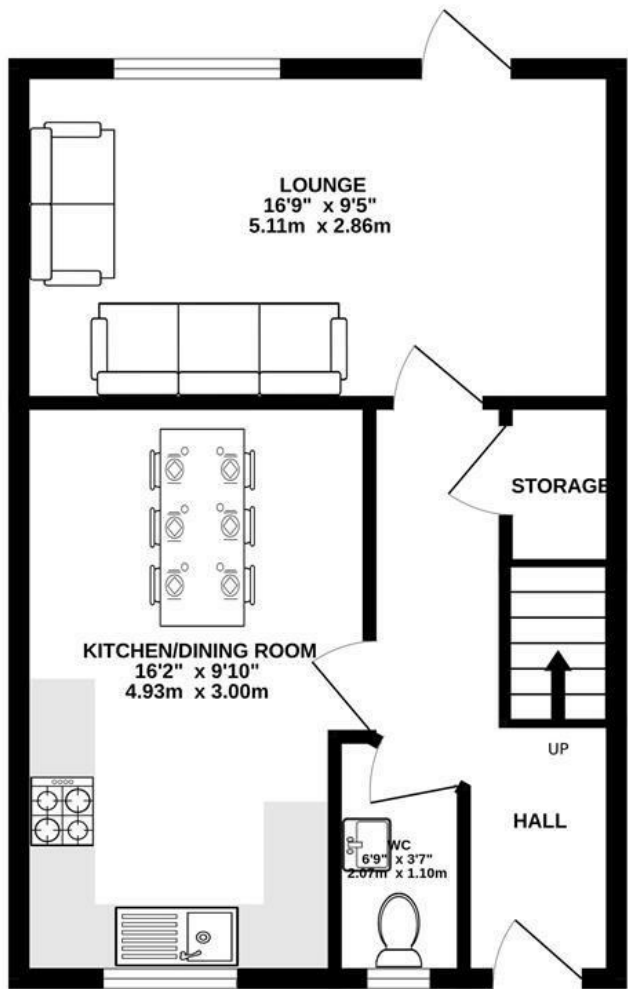 LOUNGE
16'9" x 9'5"
5.11m x 2.86m
STORAGE
KITCHEN/DINING ROOM
16'2" x 9'10"
4.93m x 3.00m
UP
HALL
WC
6'9" x 3'7"
2.07m x 1.10m